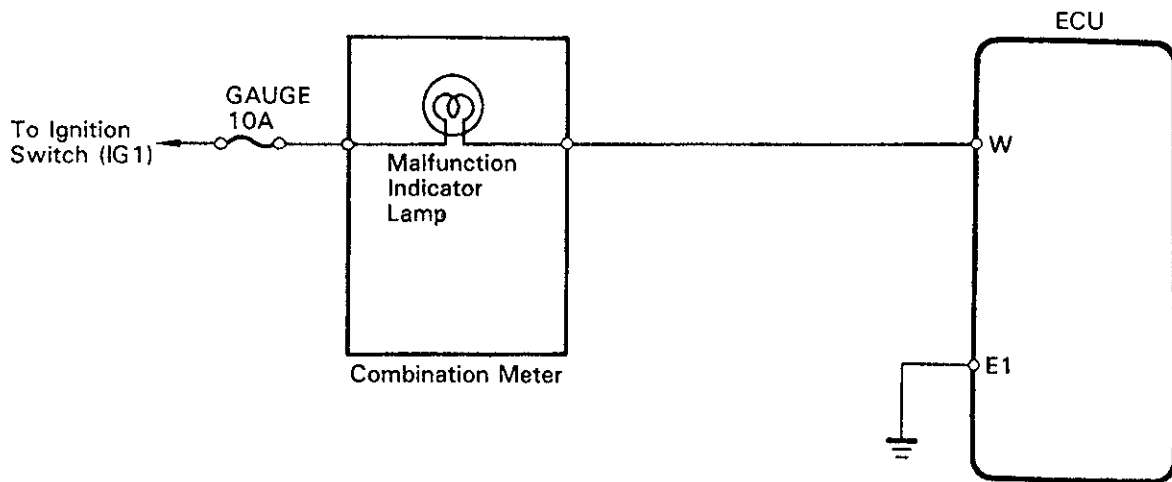 ECU
GAUGE
10A
To Ignition
Switch (IG1)
Malfunction
Indicator
Lamp
W
Combination Meter
E1